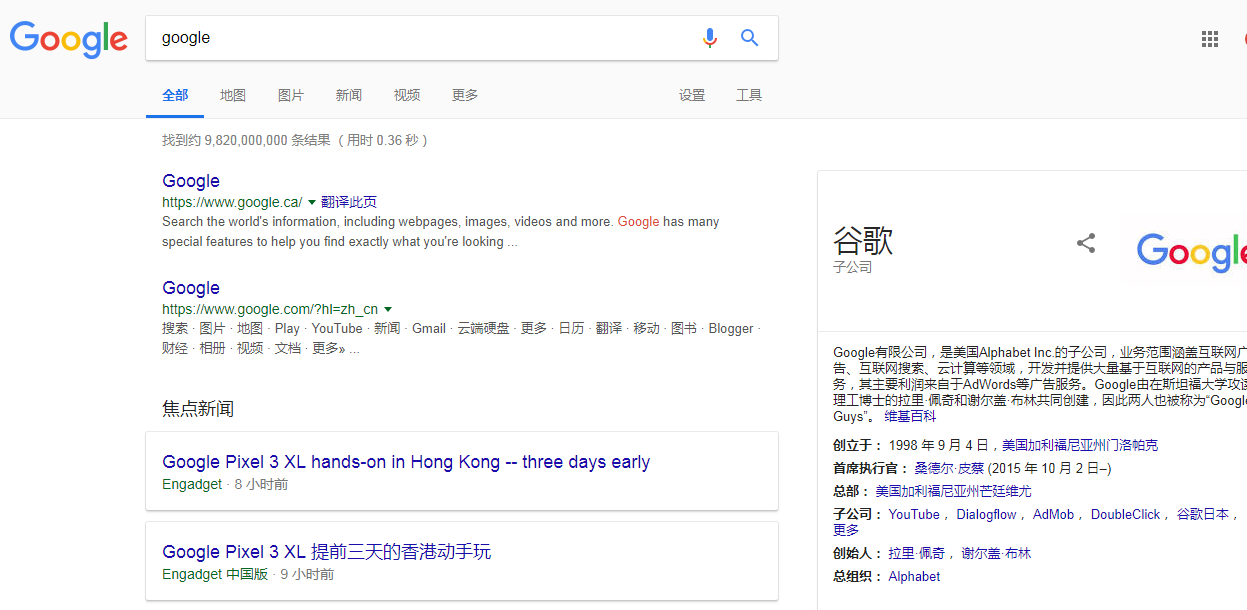 Google
google
全部 地图 图片 新闻 视频 更多 设置 工具
找到约 9,820,000,000 条结果 （用时 0.36 秒）
Google
https://www.google.ca/ 翻译此页
Search the world's information, including webpages, images, videos and more. Google has many
special features to help you find exactly what you're looking ...
Google
https://www.google.com/?hl=zh_cn
搜索 · 图片 · 地图 · Play · YouTube · 新闻 · Gmail · 云端硬盘 · 更多 · 日历 · 翻译 · 移动 · 图书 · Blogger ·
财经 · 相册 · 视频 · 文档 · 更多» ...
焦点新闻
Google Pixel 3 XL hands-on in Hong Kong -- three days early
Engadget · 8 小时前
Google Pixel 3 XL 提前三天的香港动手玩
Engadget 中国版 · 9 小时前
谷歌
子公司
Google
Google有限公司，是美国Alphabet Inc.的子公司，业务范围涵盖互联网广
告、互联网搜索、云计算等领域，开发并提供大量基于互联网的产品与服
务，其主要利润来自于AdWords等广告服务。Google由在斯坦福大学攻读
理工博士的拉里·佩奇和谢尔盖·布林共同创建，因此两人也被称为“Google
Guys”。 维基百科
创立于： 1998 年 9 月 4 日，美国加利福尼亚州门洛帕克
首席执行官： 桑德尔·皮蔡 (2015 年 10 月 2 日–)
总部： 美国加利福尼亚州芒廷维尤
子公司： YouTube， Dialogflow， AdMob， DoubleClick， 谷歌日本，
更多
创始人： 拉里·佩奇， 谢尔盖·布林
总组织： Alphabet